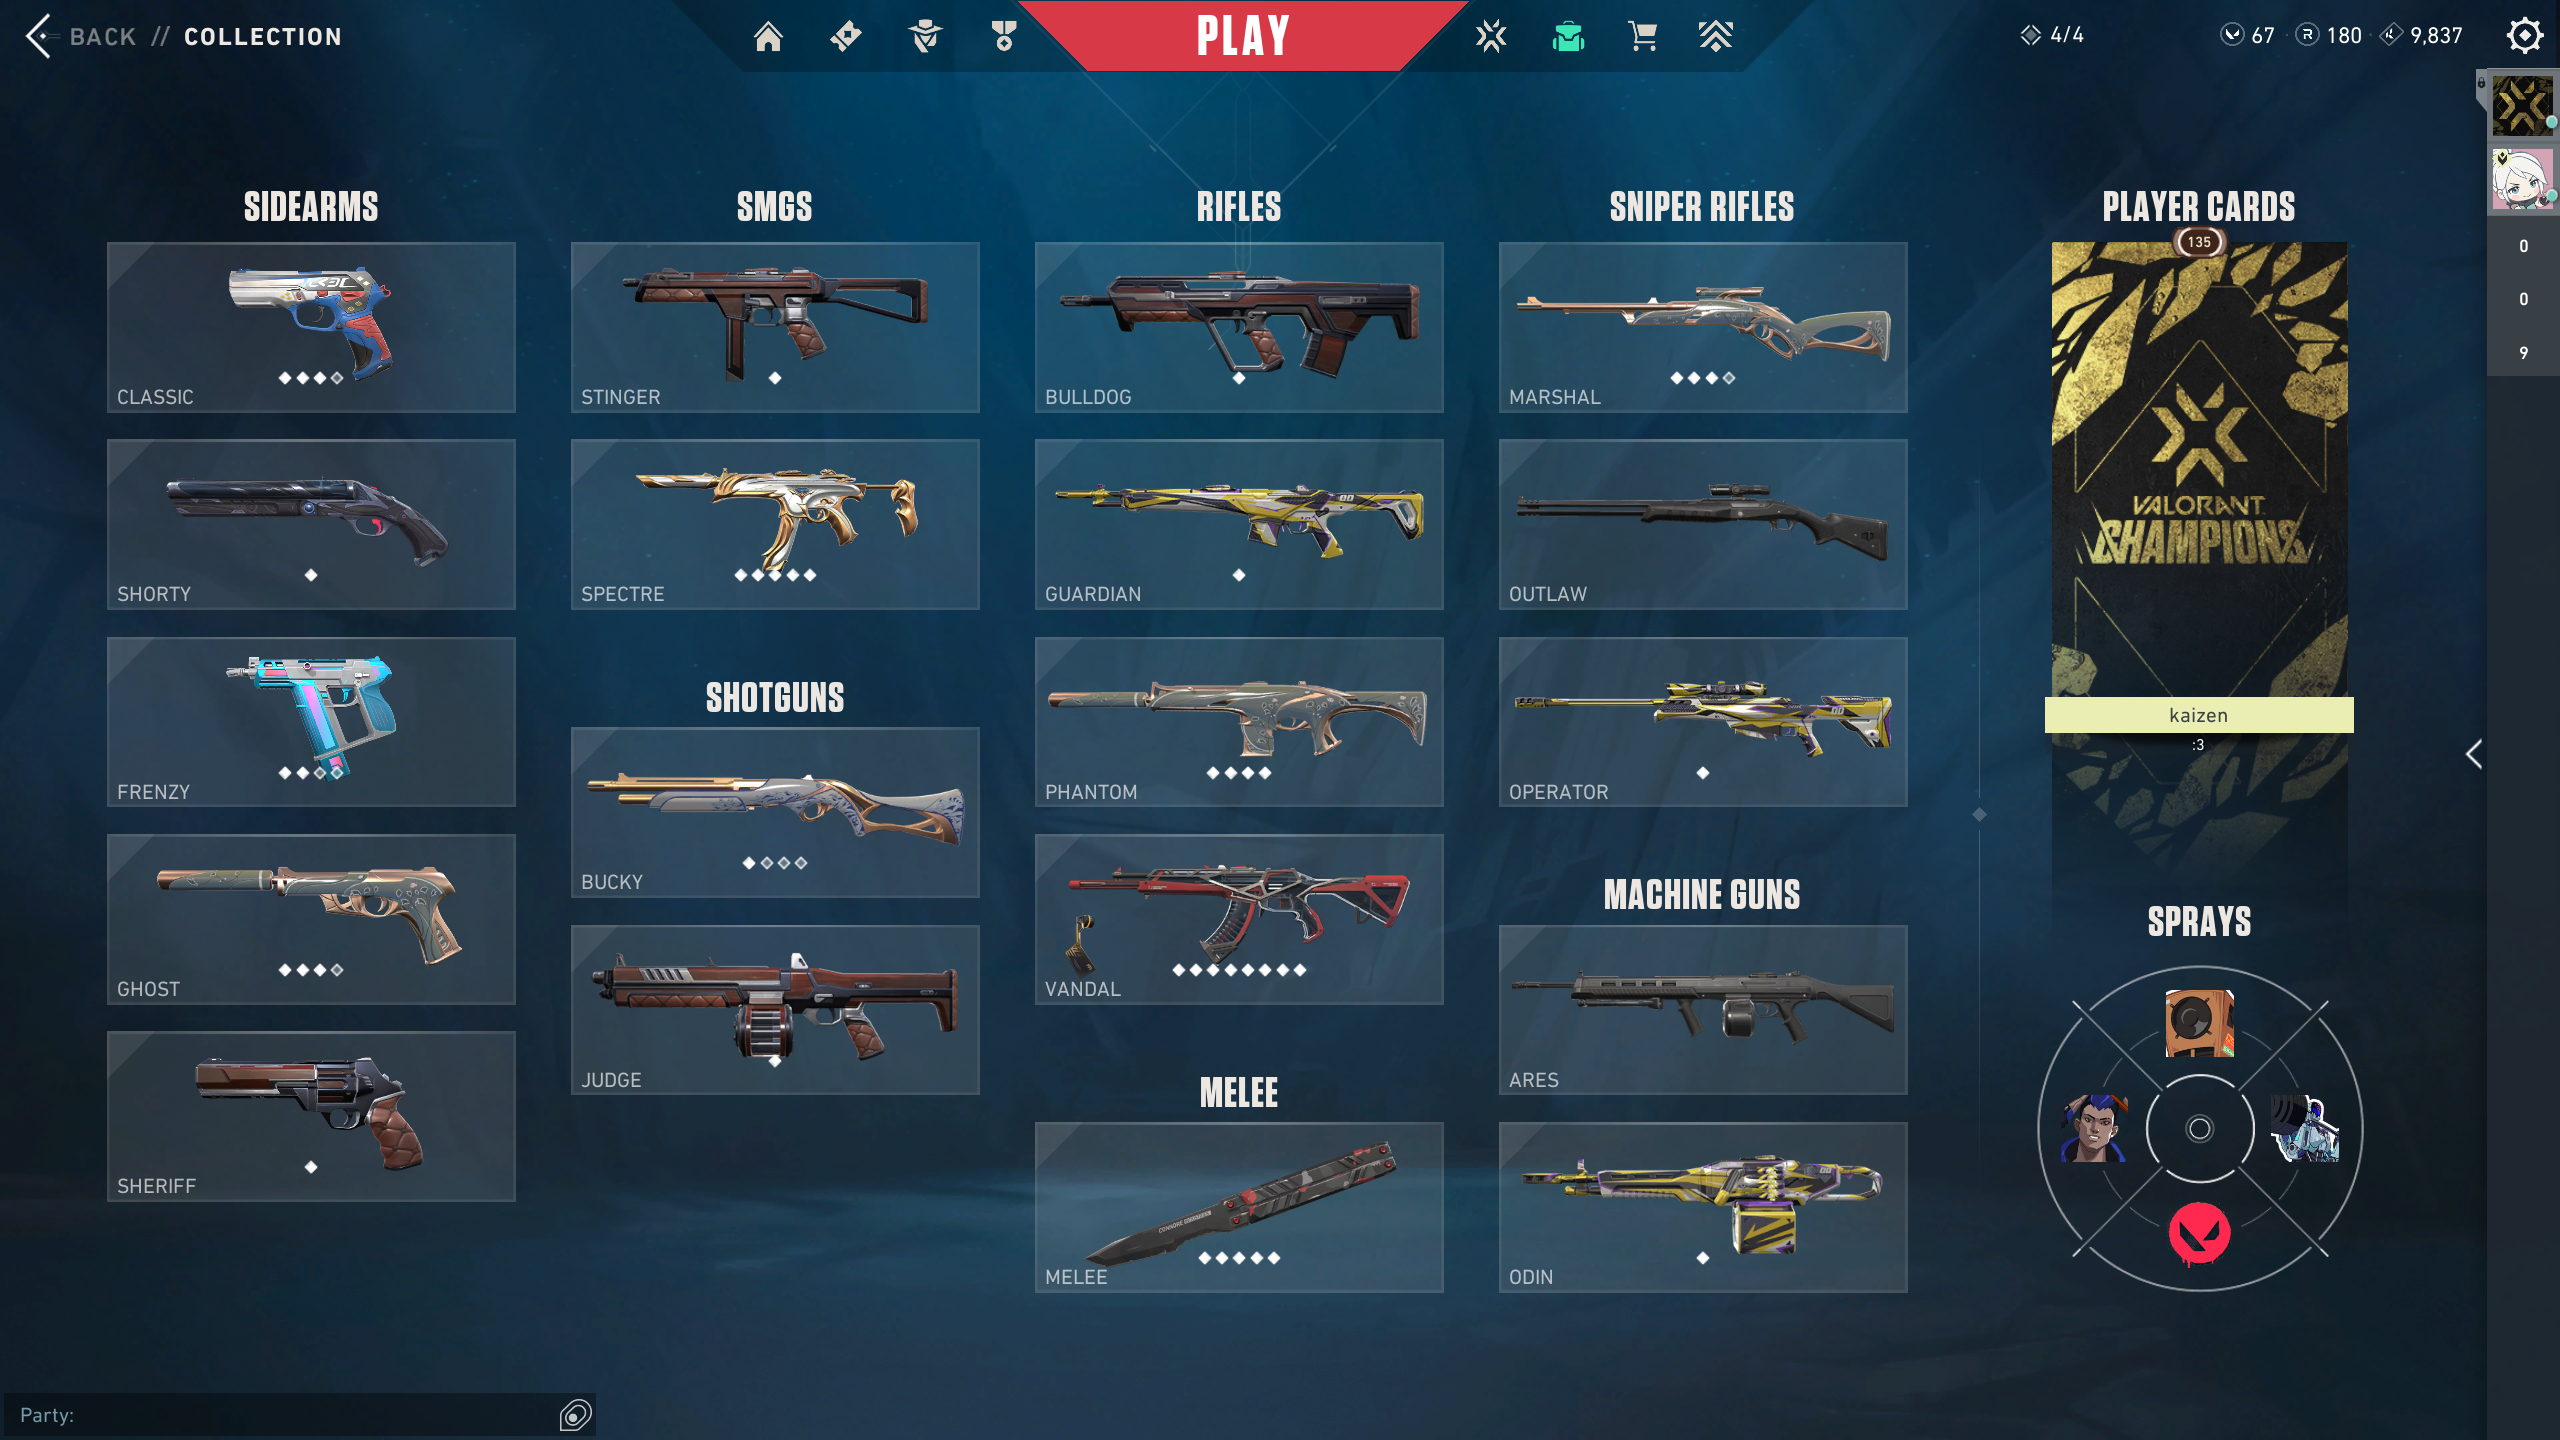 BACK // COLLECTION
PLAY
4/4
67
180
9,837
SIDEARMS
CLASSIC
SHORTY
FRENZY
GHOST
SHERIFF
SMGS
STINGER
SPECTRE
SHOTGUNS
BUCKY
JUDGE
RIFLES
BULLDOG
GUARDIAN
PHANTOM
VANDAL
MELEE
MELEE
SNIPER RIFLES
MARSHAL
OUTLAW
OPERATOR
MACHINE GUNS
ARES
ODIN
PLAYER CARDS
135
VALORANT
CHAMPIONS
kaizen
:3
SPRAYS
0
0
9
Party: